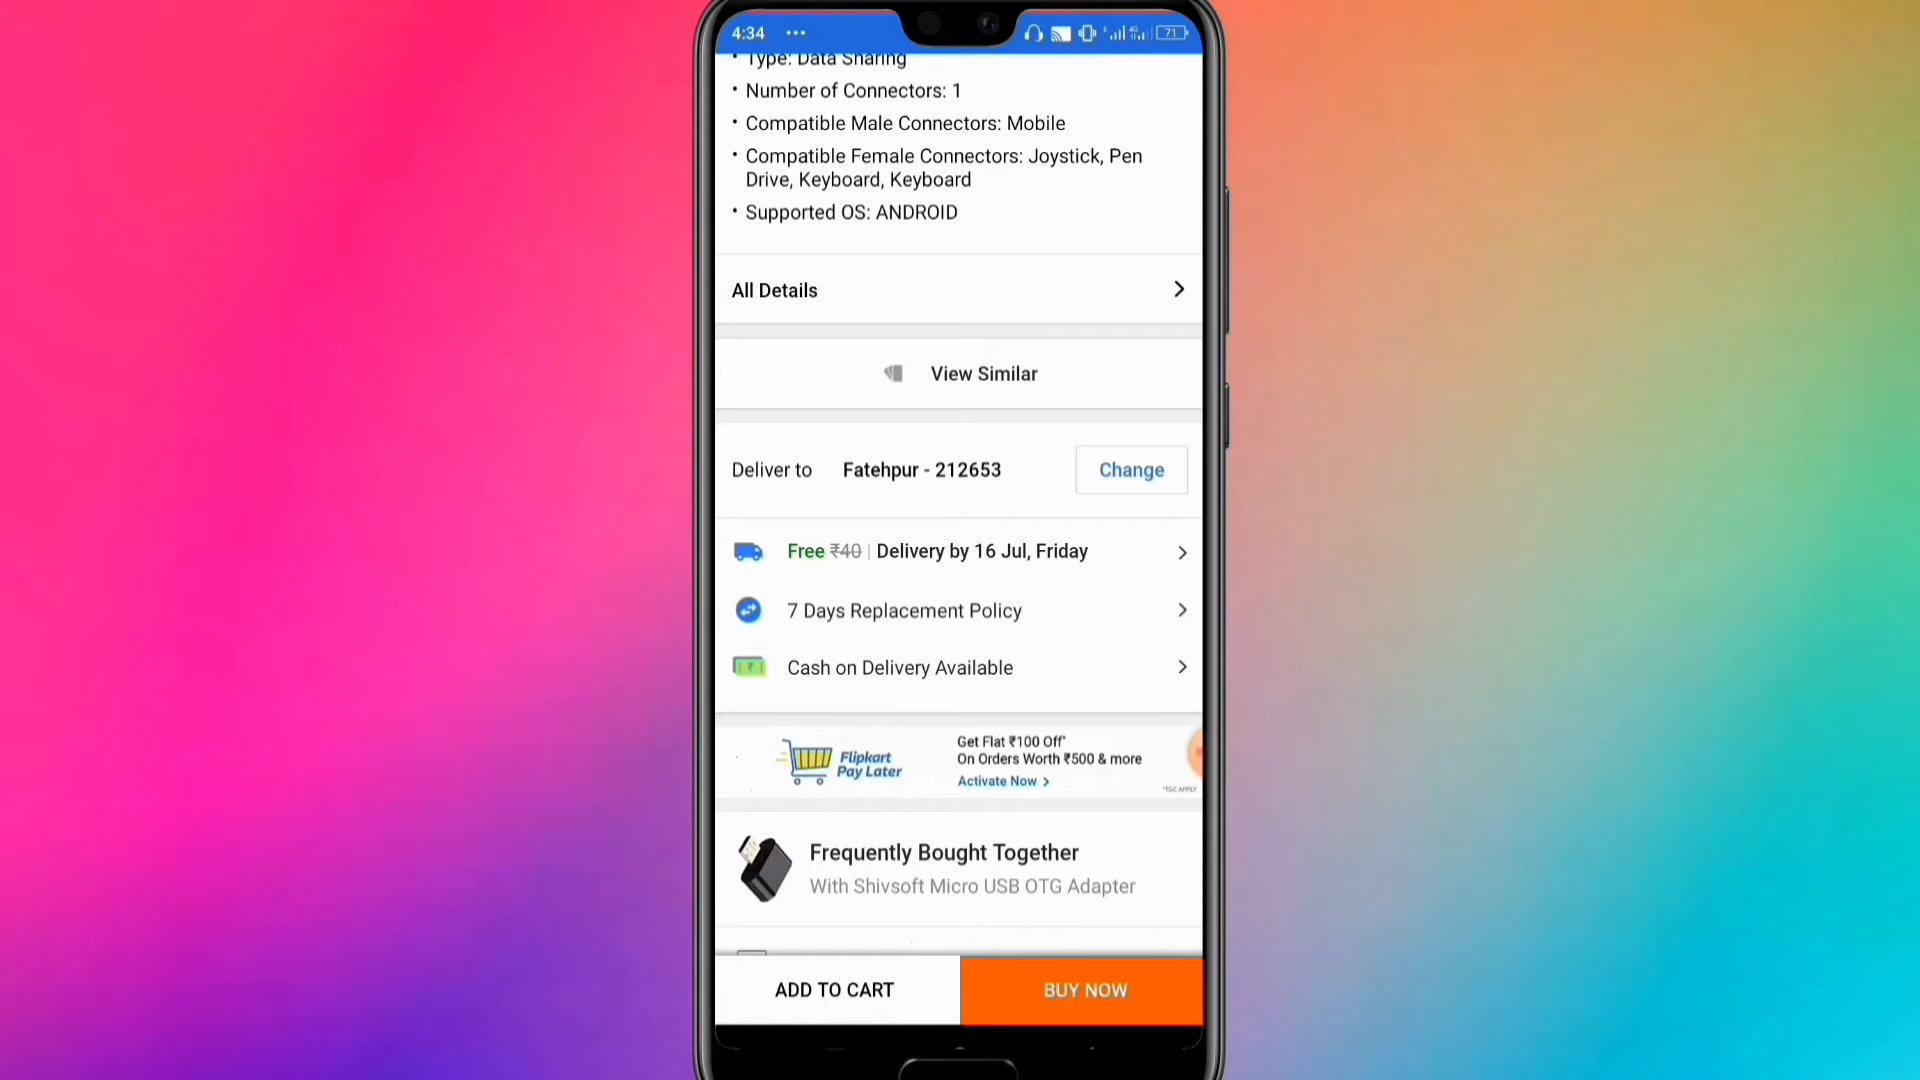 4:34 ...
71
• Type: Data Sharing
• Number of Connectors: 1
• Compatible Male Connectors: Mobile
• Compatible Female Connectors: Joystick, Pen
Drive, Keyboard, Keyboard
• Supported OS: ANDROID
All Details
View Similar
Deliver to Fatehpur - 212653 Change
Free ₹40 | Delivery by 16 Jul, Friday
7 Days Replacement Policy
₹
Cash on Delivery Available
Flipkart
Pay Later
Get Flat ₹100 Off*
On Orders Worth ₹500 & more
Activate Now >
*T&C APPLY
Frequently Bought Together
With Shivsoft Micro USB OTG Adapter
ADD TO CART BUY NOW